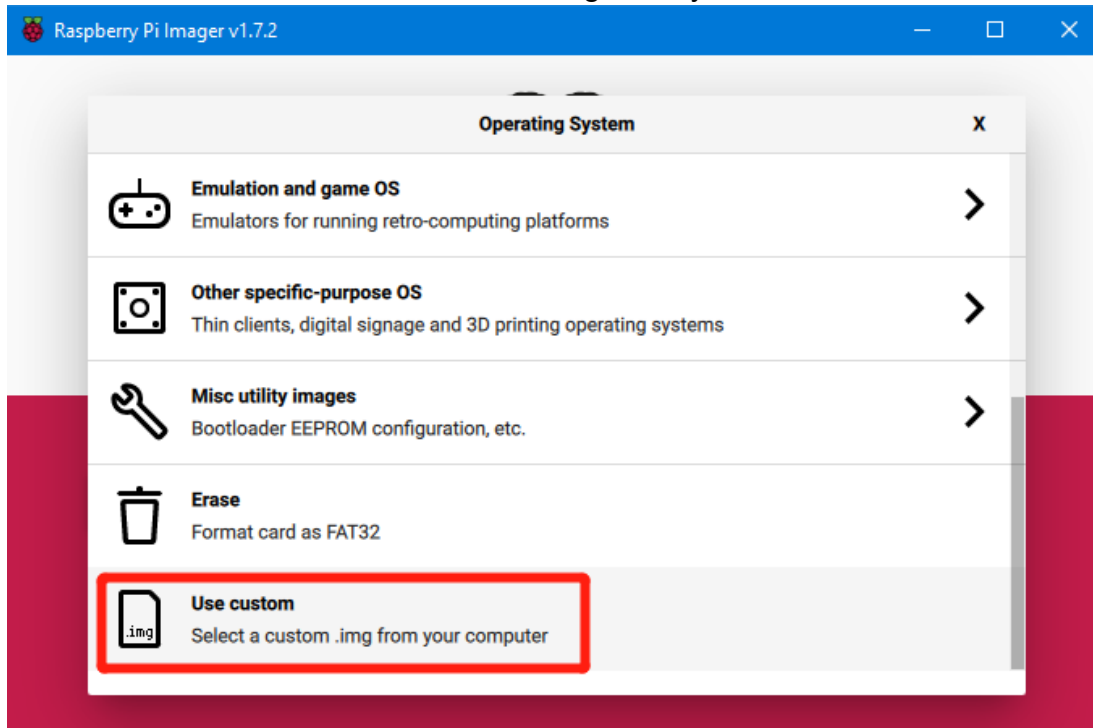 Raspberry Pi Imager v1.7.2
Operating System
X
Emulation and game OS
Emulators for running retro-computing platforms
Other specific-purpose OS
Thin clients, digital signage and 3D printing operating systems
Misc utility images
Bootloader EEPROM configuration, etc.
Erase
Format card as FAT32
Use custom
.img
Select a custom .img from your computer